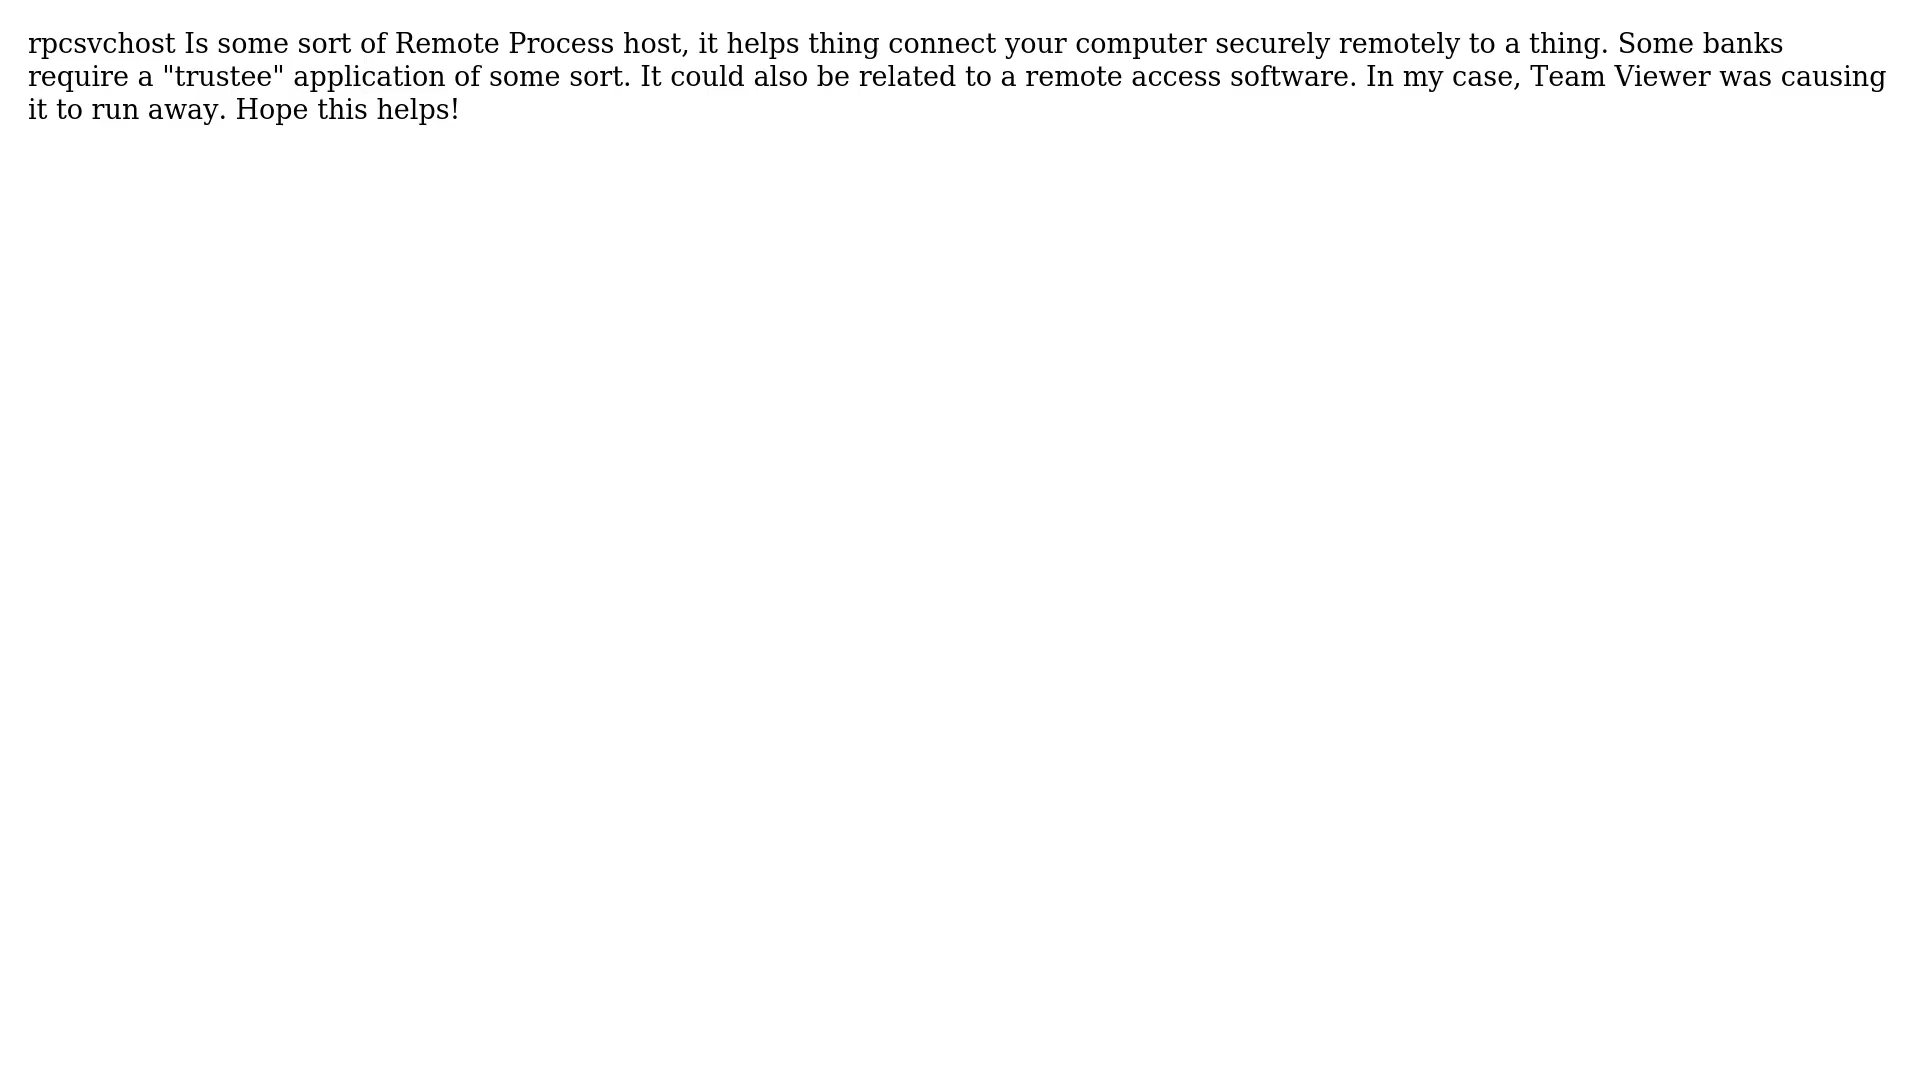 rpcsvchost Is some sort of Remote Process host, it helps thing connect your computer securely remotely to a thing. Some banks
require a "trustee" application of some sort. It could also be related to a remote access software. In my case, Team Viewer was causing
it to run away. Hope this helps!